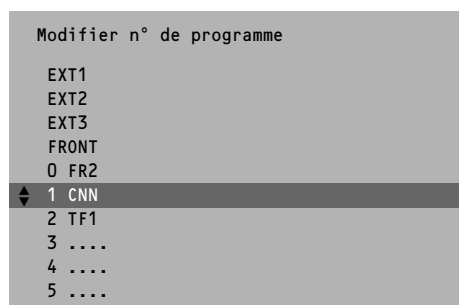 Modifier n° de programme
EXT1
EXT2
EXT3
FRONT
0 FR2
1 CNN
2 TF1
3 ....
4 ....
5 ....